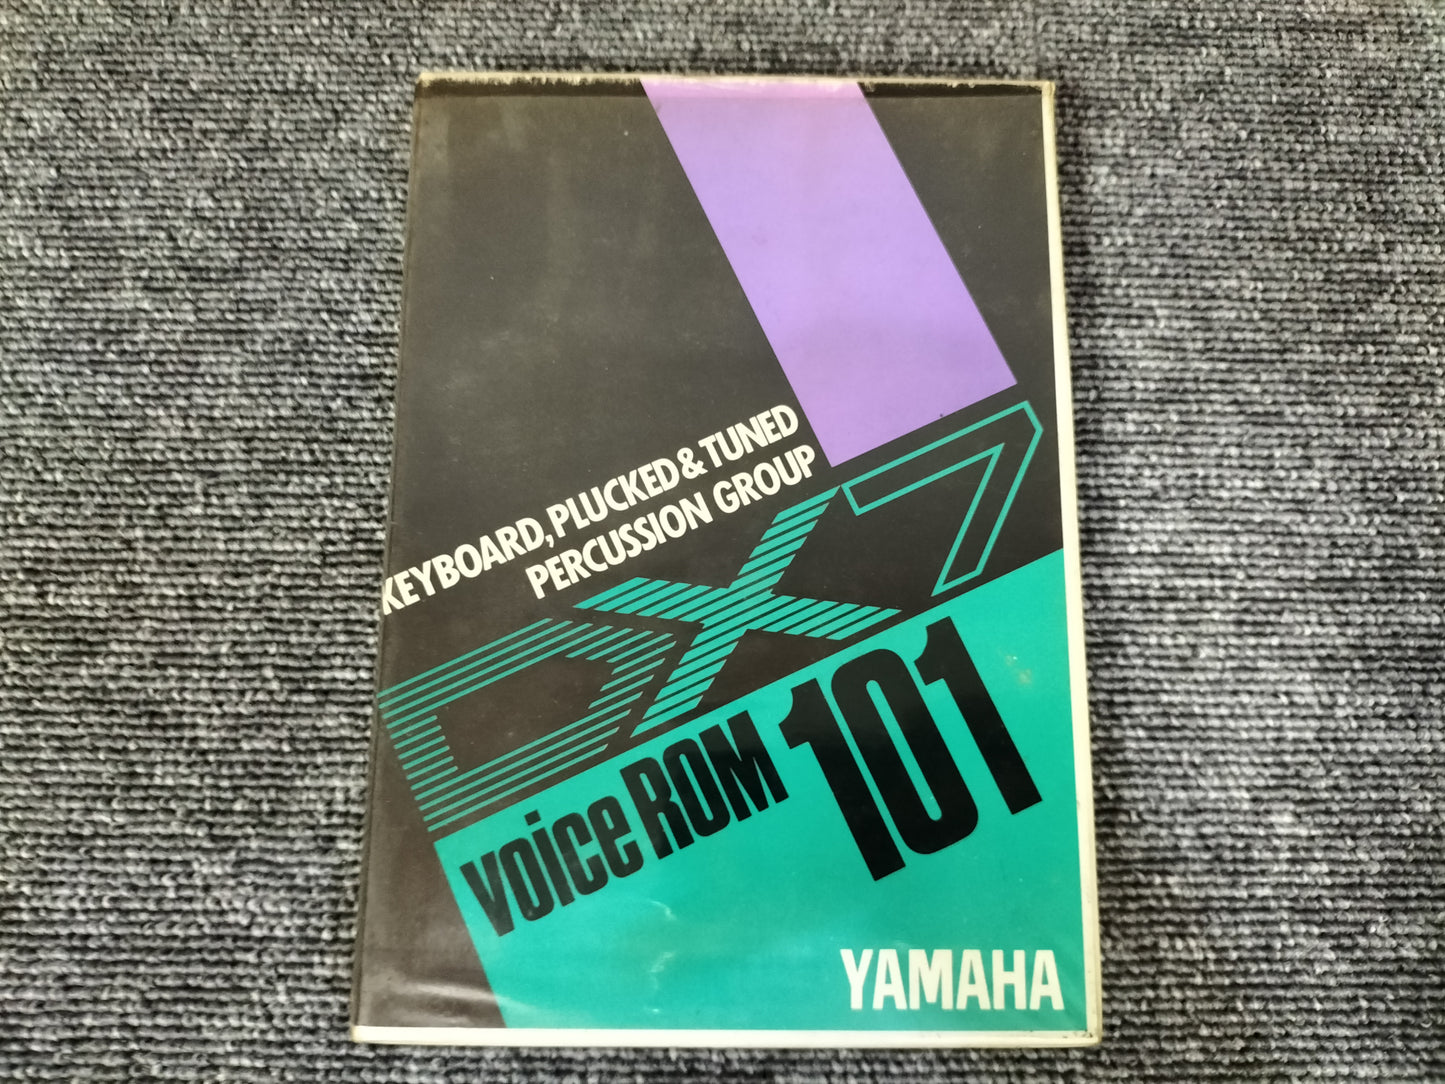 KEYBOARD, PLUCKED & TUNED
PERCUSSION GROUP
DX7
voice ROM 101
YAMAHA